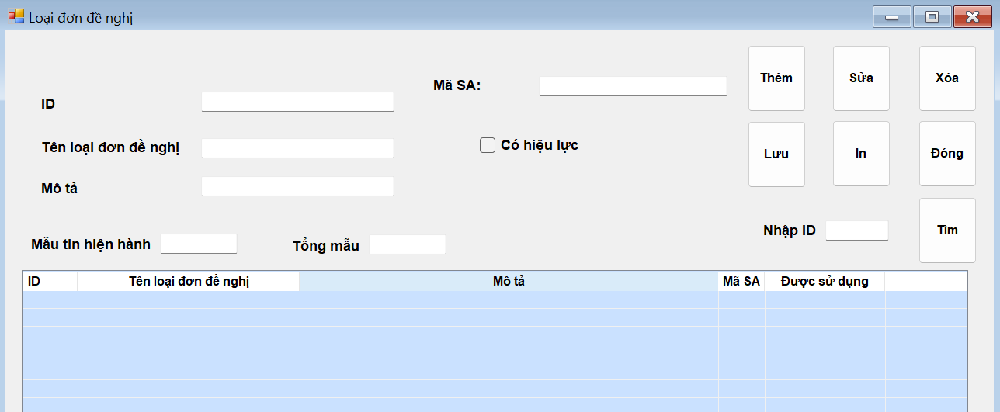 Loại đơn đề nghị
Mã SA:
Thêm
Sửa
Xóa
ID
Tên loại đơn đề nghị
Có hiệu lực
Lưu
In
Đóng
Mô tả
Nhập ID
Tìm
Mẫu tin hiện hành
Tổng mẫu
ID Tên loại đơn đề nghị Mô tả Mã SA Được sử dụng